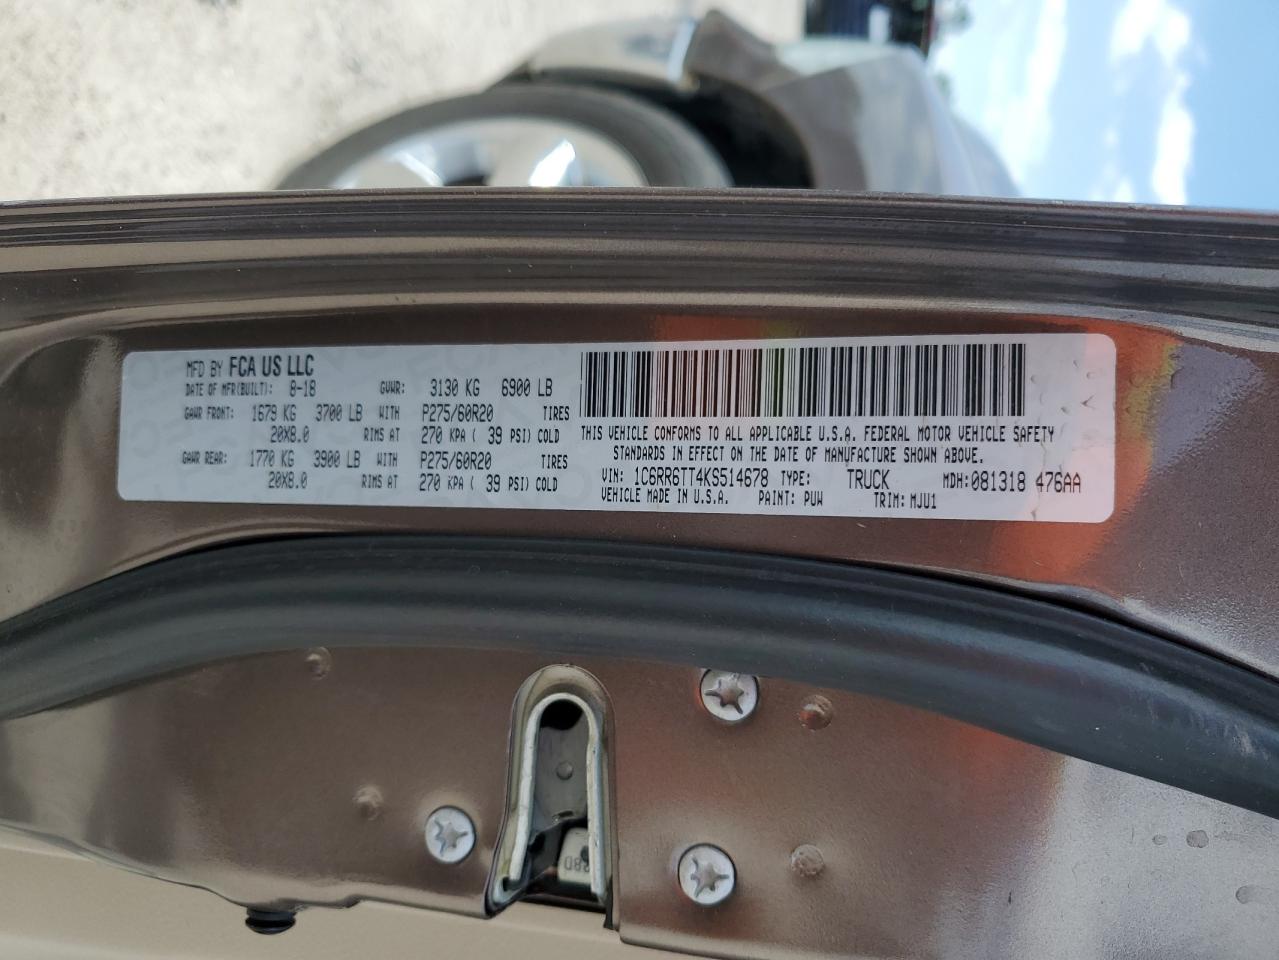 MFD BY FCA US LLC
DATE OF MFR(BUILT): 8-18 GVWR: 3130 KG 6900 LB
GAWR FRONT: 1679 KG 3700 LB WITH P275/60R20 TIRES
20X8.0 RIMS AT 270 KPA ( 39 PSI) COLD
GAWR REAR: 1770 KG 3900 LB WITH P275/60R20 TIRES
20X8.0 RIMS AT 270 KPA ( 39 PSI) COLD
THIS VEHICLE CONFORMS TO ALL APPLICABLE U.S.A. FEDERAL MOTOR VEHICLE SAFETY
STANDARDS IN EFFECT ON THE DATE OF MANUFACTURE SHOWN ABOVE.
VIN: 1C6RR6TT4KS514678 TYPE: TRUCK MDH:081318 476AA
VEHICLE MADE IN U.S.A. PAINT: PUW TRIM: MJU1